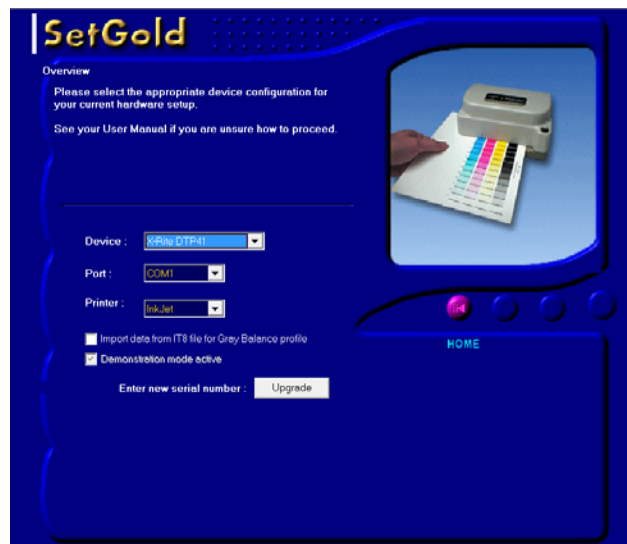 SetGold
Overview
Please select the appropriate device configuration for
your current hardware setup.
See your User Manual if you are unsure how to proceed.
Device :
X-Rite DTP41
Port :
COM1
Printer :
InkJet
Import data from IT8 file for Gray Balance profile
Demonstration mode active
Enter new serial number :
Upgrade
HOME